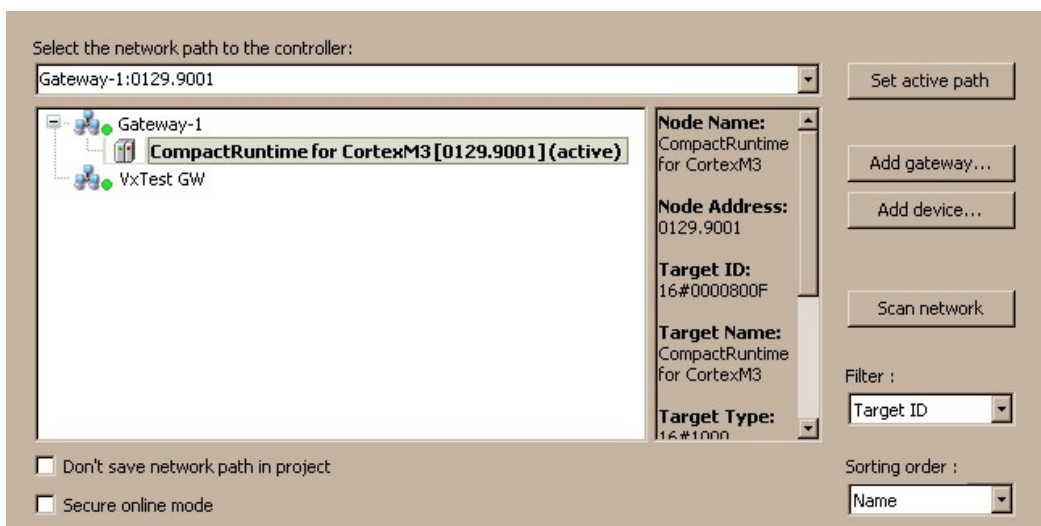 Select the network path to the controller:
Gateway-1:0129.9001
Set active path
Gateway-1
CompactRuntime for CortexM3 [0129.9001] (active)
VxTest GW
Node Name:
CompactRuntime
for CortexM3
Node Address:
0129.9001
Target ID:
16#0000800F
Target Name:
CompactRuntime
for CortexM3
Target Type:
16#1000
Add gateway...
Add device...
Scan network
Filter :
Target ID
Sorting order :
Name
Don't save network path in project
Secure online mode